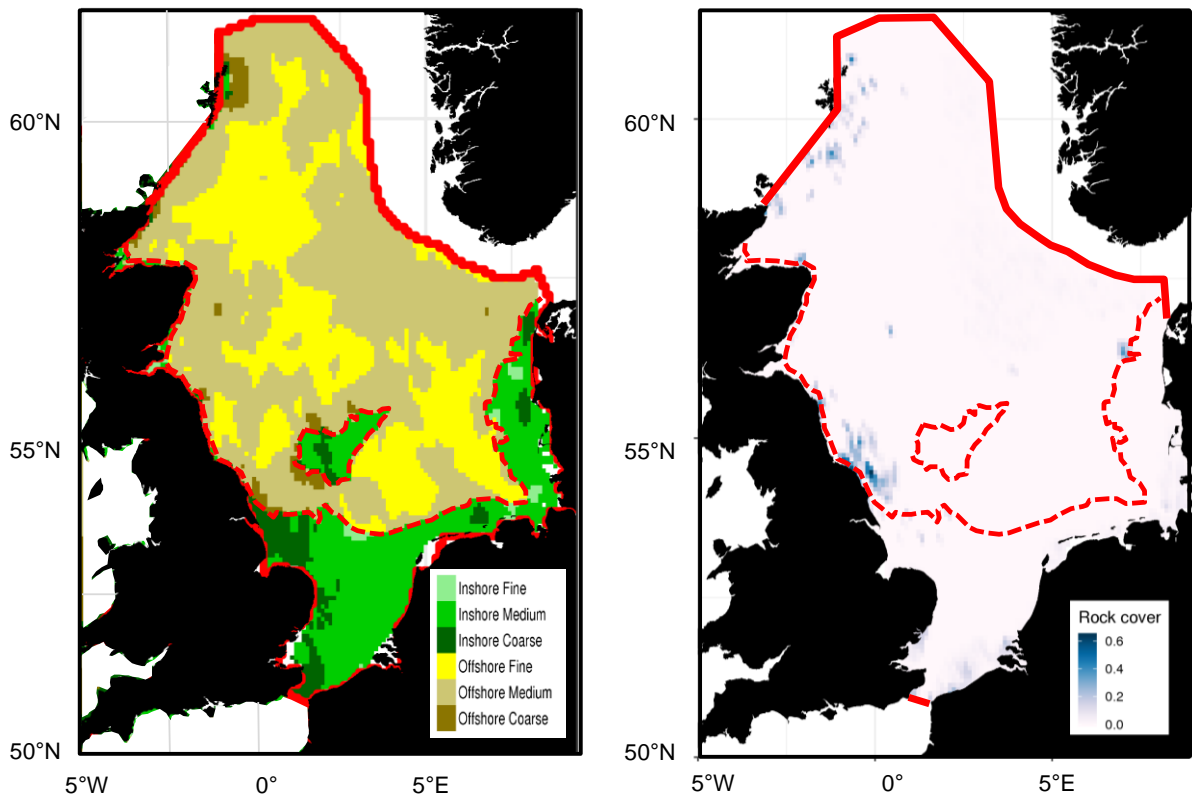 60°N
55°N
50°N
5°W
0°
5°E
Inshore Fine
Inshore Medium
Inshore Coarse
Offshore Fine
Offshore Medium
Offshore Coarse
60°N
55°N
50°N
5°W
0°
5°E
Rock cover
0.6
0.4
0.2
0.0